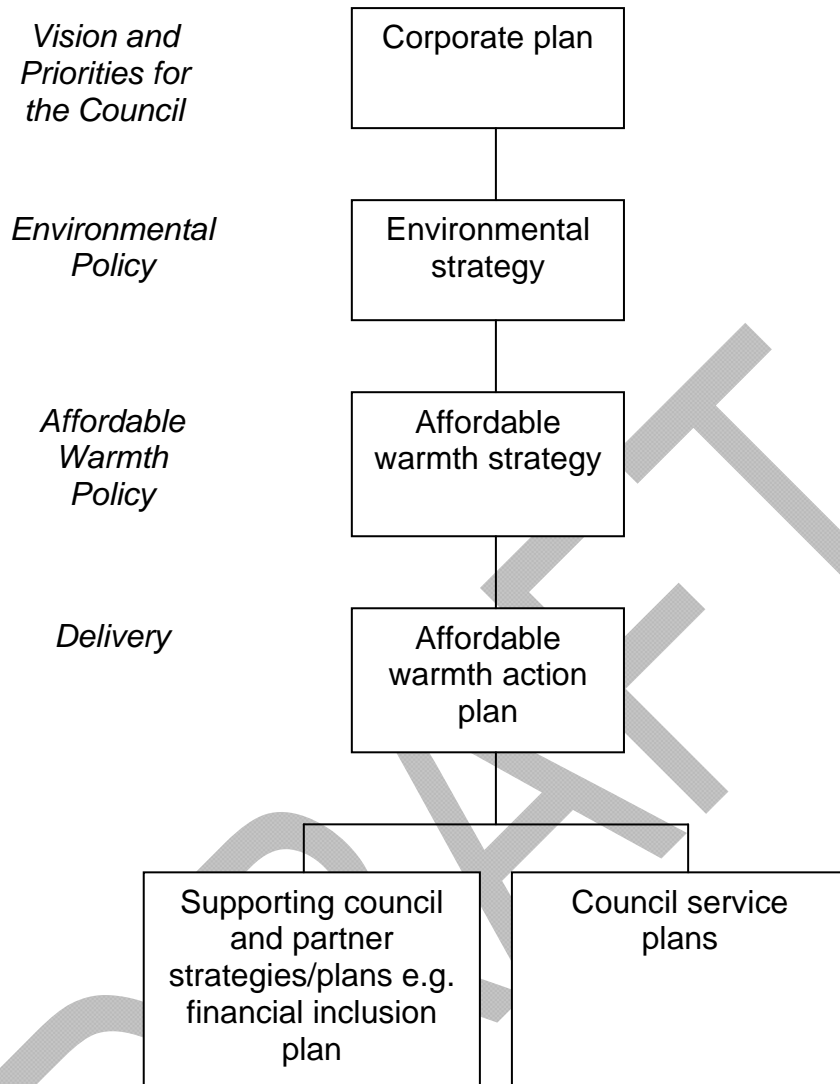 Vision and
Priorities for
the Council
Corporate plan
Environmental
Policy
Environmental
strategy
Affordable
Warmth
Policy
Affordable
warmth strategy
Delivery
Affordable
warmth action
plan
Supporting council
and partner
strategies/plans e.g.
financial inclusion
plan
Council service
plans
DRAFT